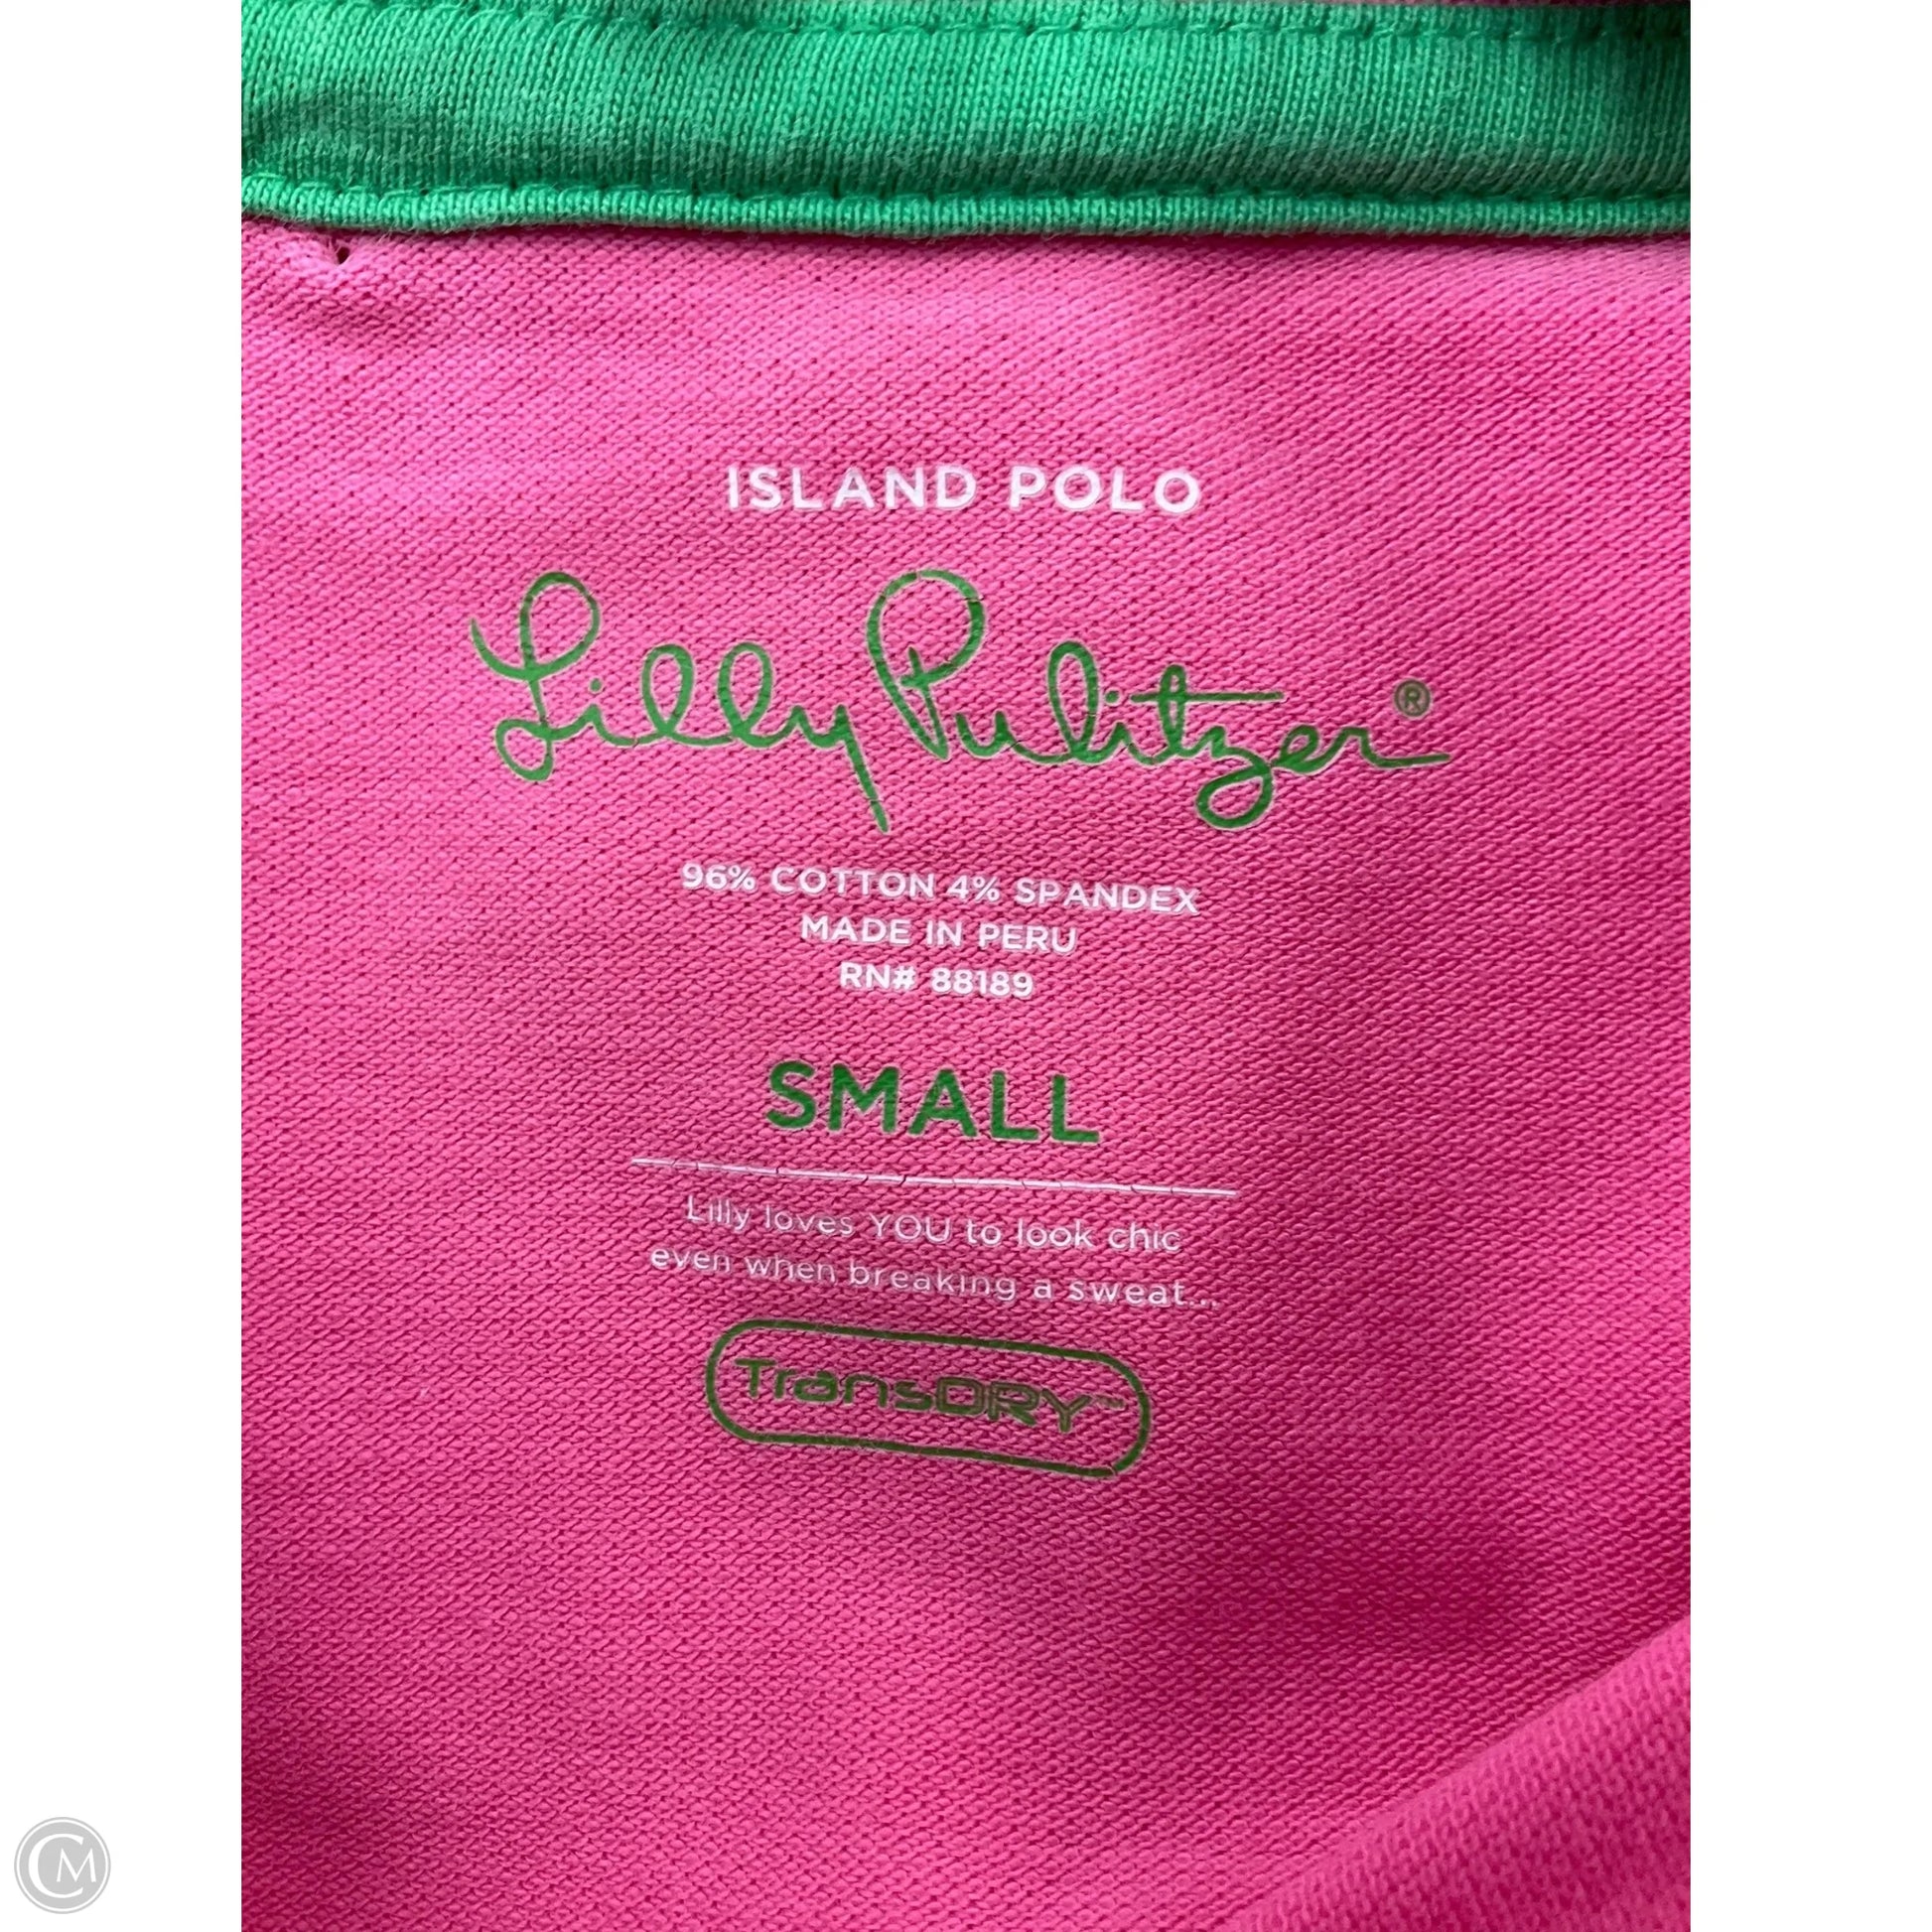 ISLAND POLO
Lilly Pulitzer®
96% COTTON 4% SPANDEX
MADE IN PERU
RN# 88189
SMALL
Lilly loves YOU to look chic
even when breaking a sweat...
TransDRY™
CM